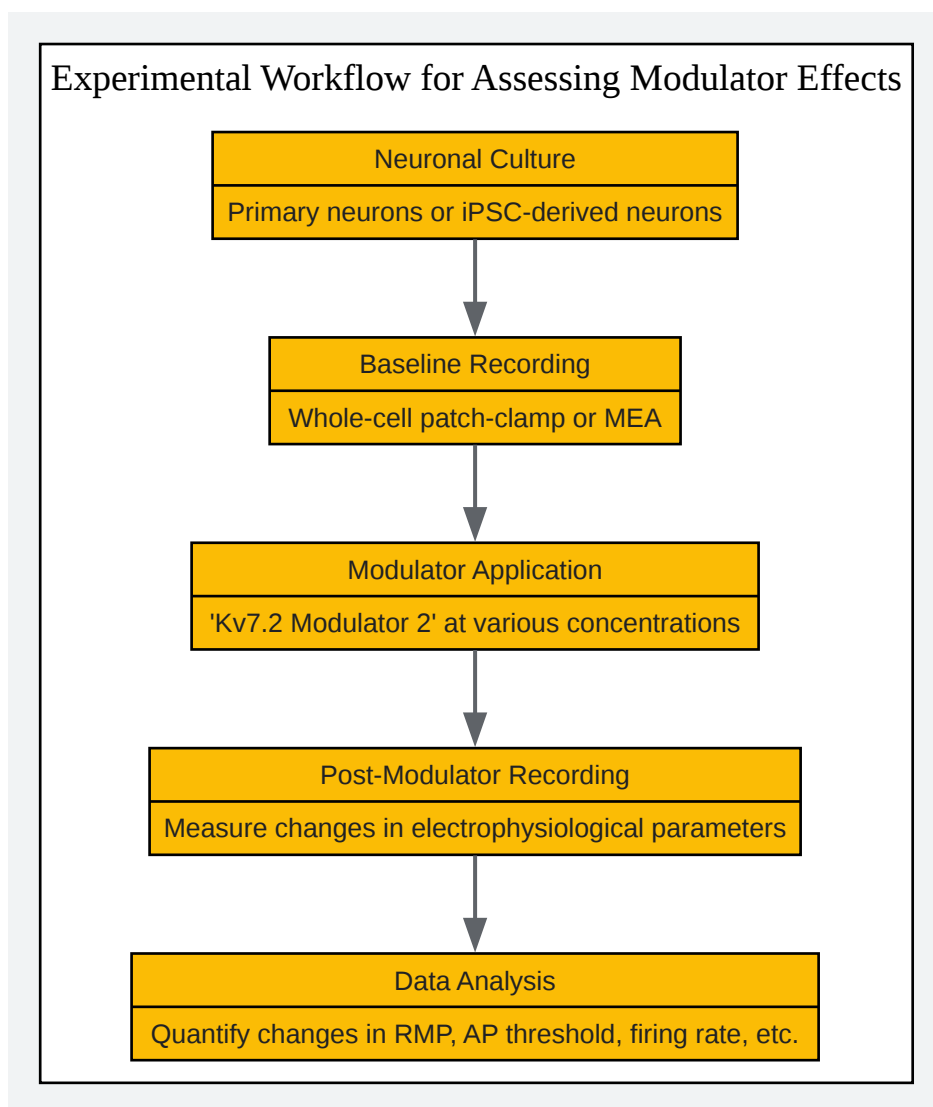 Experimental Workflow for Assessing Modulator Effects
Neuronal Culture
Primary neurons or iPSC-derived neurons
Baseline Recording
Whole-cell patch-clamp or MEA
Modulator Application
'Kv7.2 Modulator 2' at various concentrations
Post-Modulator Recording
Measure changes in electrophysiological parameters
Data Analysis
Quantify changes in RMP, AP threshold, firing rate, etc.